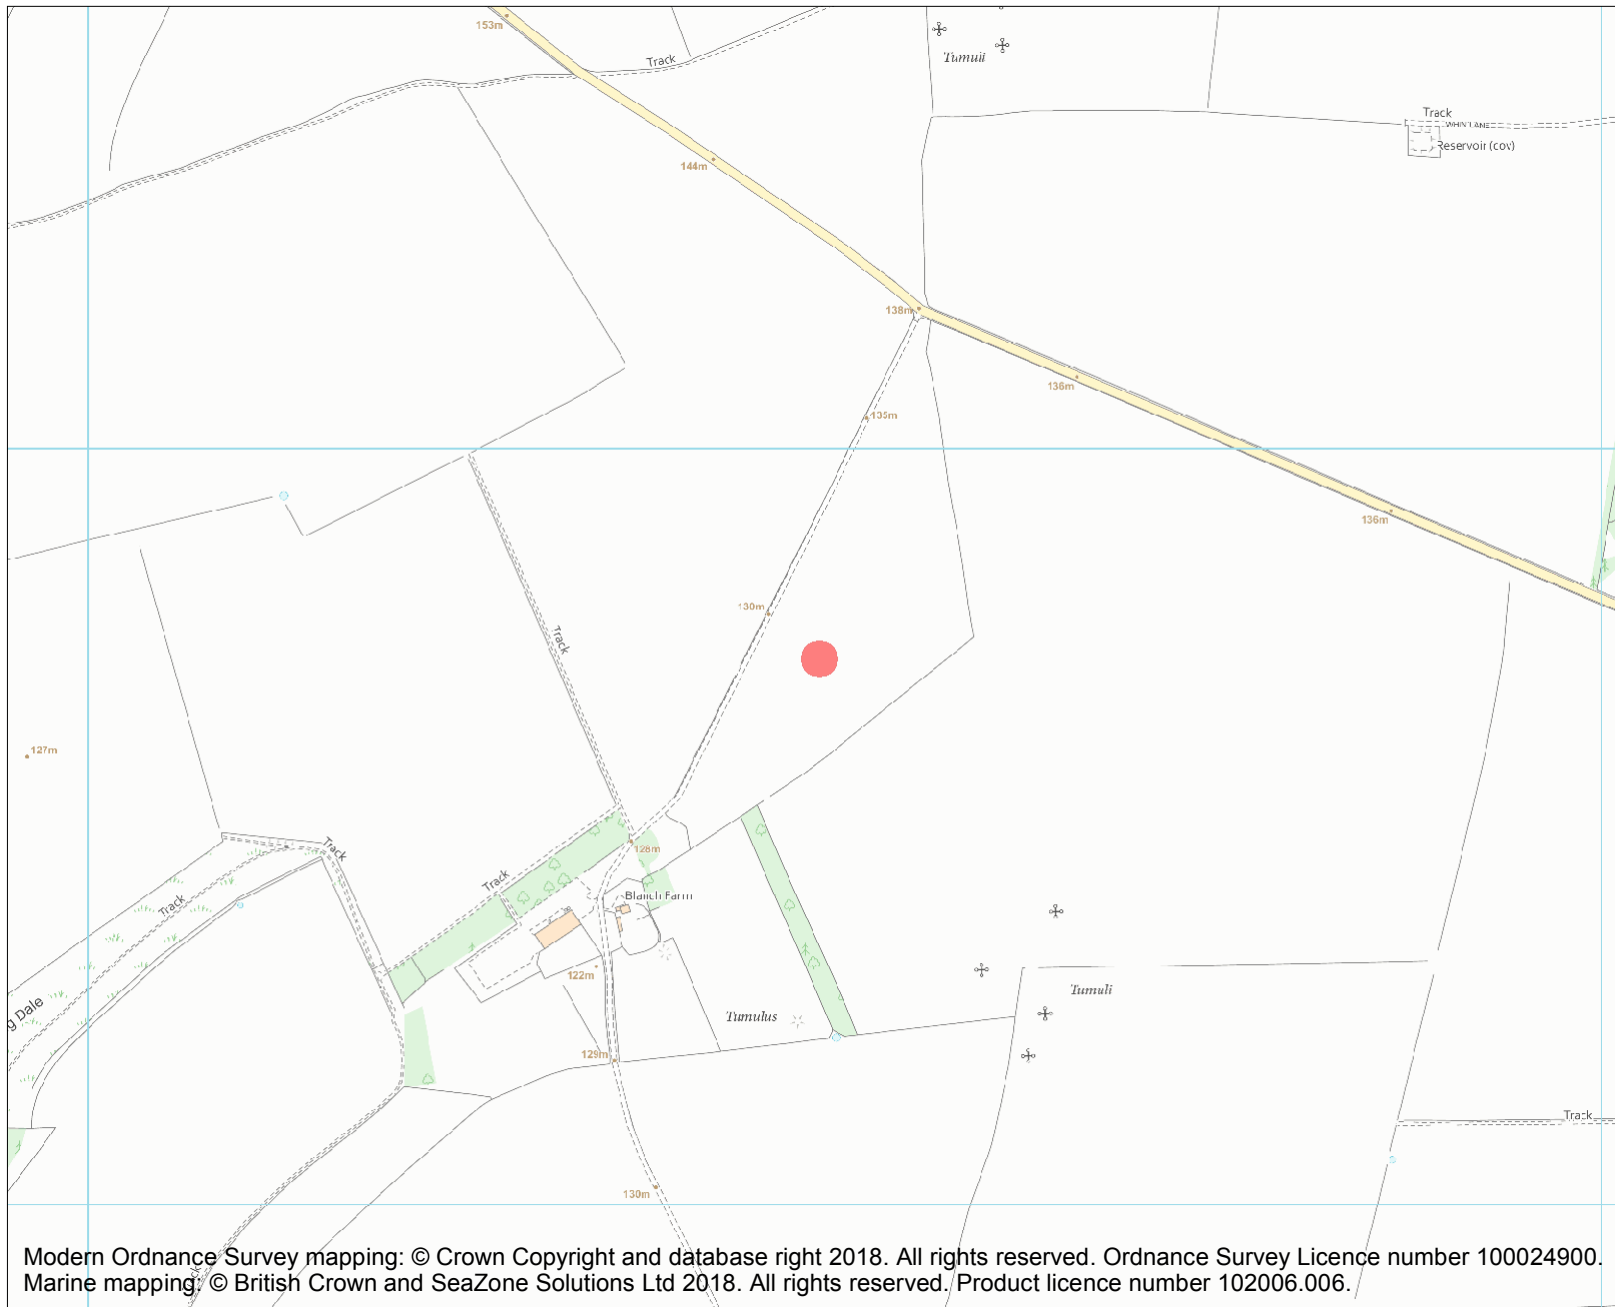 153m
Track
Tumuli
Track
WHIN LANE
Reservoir (cov)
144m
138m
136m
135m
136m
130m
Track
127m
Track
128m
Track
Blanch Farm
Track
122m
g Dale
Tumuli
Tumulus
129m
Track
130m
Modern Ordnance Survey mapping: © Crown Copyright and database right 2018. All rights reserved. Ordnance Survey Licence number 100024900.
Marine mapping: © British Crown and SeaZone Solutions Ltd 2018. All rights reserved. Product licence number 102006.006.